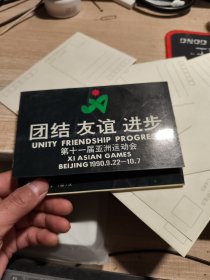 团结 友谊 进步
UNITY FRIENDSHIP PROGRESS
第十一届亚洲运动会
XI ASIAN GAMES
BEIJING 1990.9.22-10.7